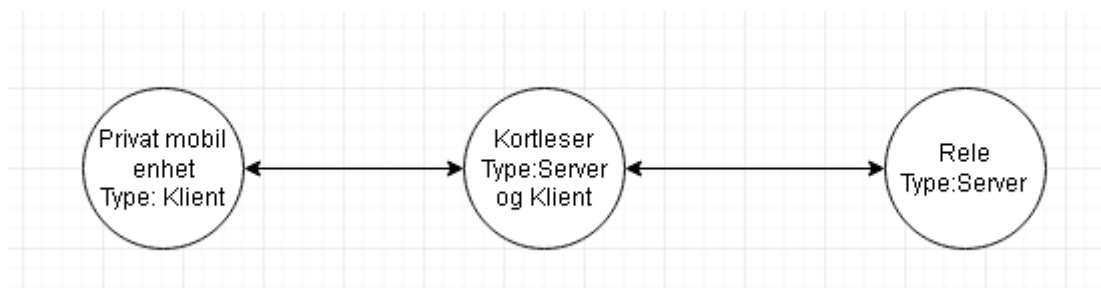 Privat mobil
enhet
Type: Klient
Kortleser
Type:Server
og Klient
Rele
Type:Server